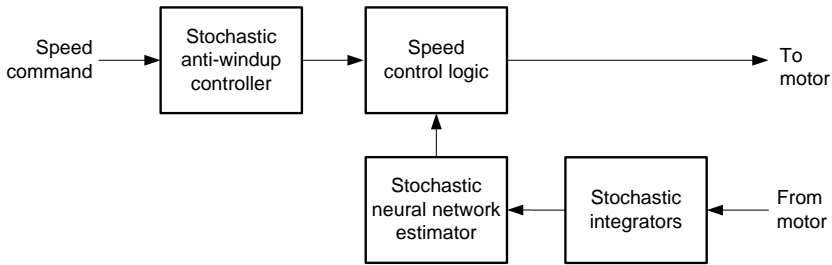 Speed
command
Stochastic
anti-windup
controller
Speed
control logic
To
motor
Stochastic
neural network
estimator
Stochastic
integrators
From
motor